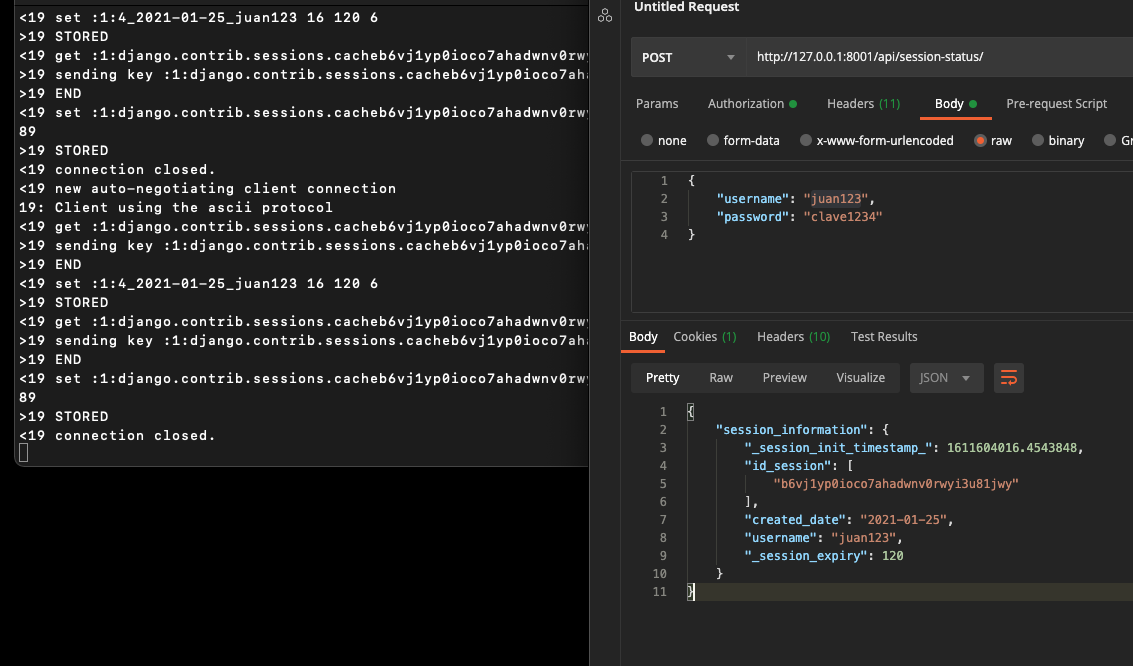 <19 set :1:4_2021-01-25_juan123 16 120 6
>19 STORED
<19 get :1:django.contrib.sessions.cacheb6vj1yp0ioco7ahadwnv0rwy
>19 sending key :1:django.contrib.sessions.cacheb6vj1yp0ioco7aha
>19 END
<19 set :1:django.contrib.sessions.cacheb6vj1yp0ioco7ahadwnv0rwy
89
>19 STORED
<19 connection closed.
<19 new auto-negotiating client connection
19: Client using the ascii protocol
<19 get :1:django.contrib.sessions.cacheb6vj1yp0ioco7ahadwnv0rwy
>19 sending key :1:django.contrib.sessions.cacheb6vj1yp0ioco7aha
>19 END
<19 set :1:4_2021-01-25_juan123 16 120 6
>19 STORED
<19 get :1:django.contrib.sessions.cacheb6vj1yp0ioco7ahadwnv0rwy
>19 sending key :1:django.contrib.sessions.cacheb6vj1yp0ioco7aha
>19 END
<19 set :1:django.contrib.sessions.cacheb6vj1yp0ioco7ahadwnv0rwy
89
>19 STORED
<19 connection closed.
Untitled Request
POST http://127.0.0.1:8001/api/session-status/
Params Authorization Headers (11) Body Pre-request Script
none form-data x-www-form-urlencoded raw binary Gr
1 {
2 "username": "juan123",
3 "password": "clave1234"
4 }
Body Cookies (1) Headers (10) Test Results
Pretty Raw Preview Visualize JSON
1 {
2 "session_information": {
3 "_session_init_timestamp_": 1611604016.4543848,
4 "id_session": [
5 "b6vj1yp0ioco7ahadwnv0rwyi3u81jwy"
6 ],
7 "created_date": "2021-01-25",
8 "username": "juan123",
9 "_session_expiry": 120
10 }
11 }